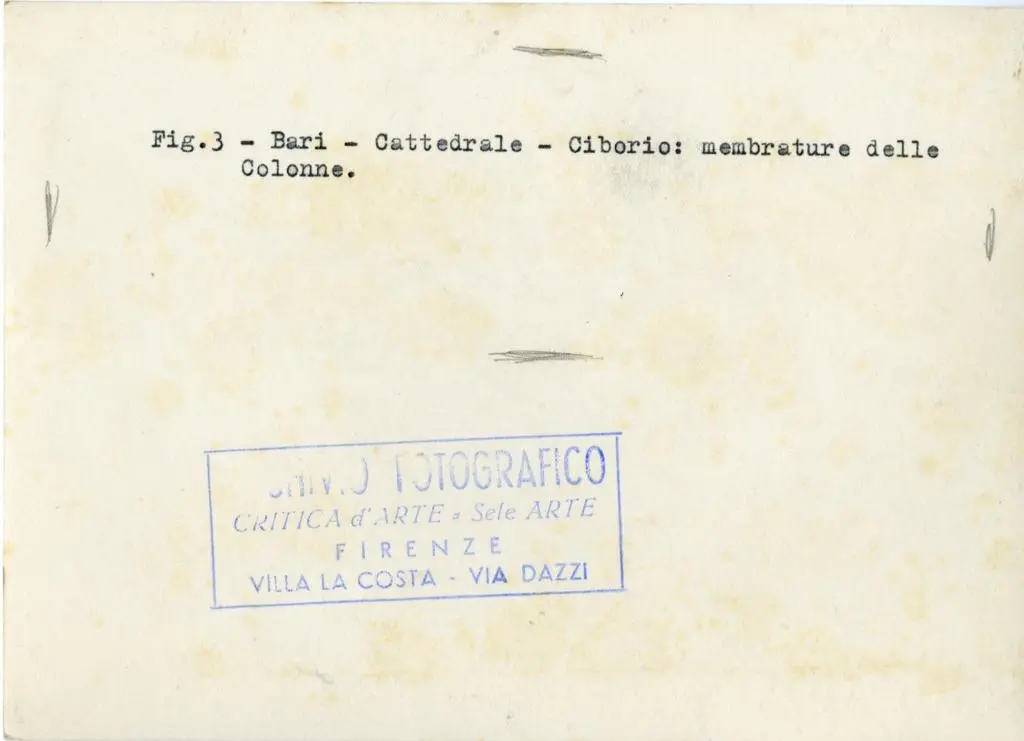 Fig.3 - Bari - Cattedrale - Ciborio: membrature delle
Colonne.
FOTOGRAFICO
CRITICA d'ARTE = Sele ARTE
FIRENZE
VILLA LA COSTA - VIA DAZZI